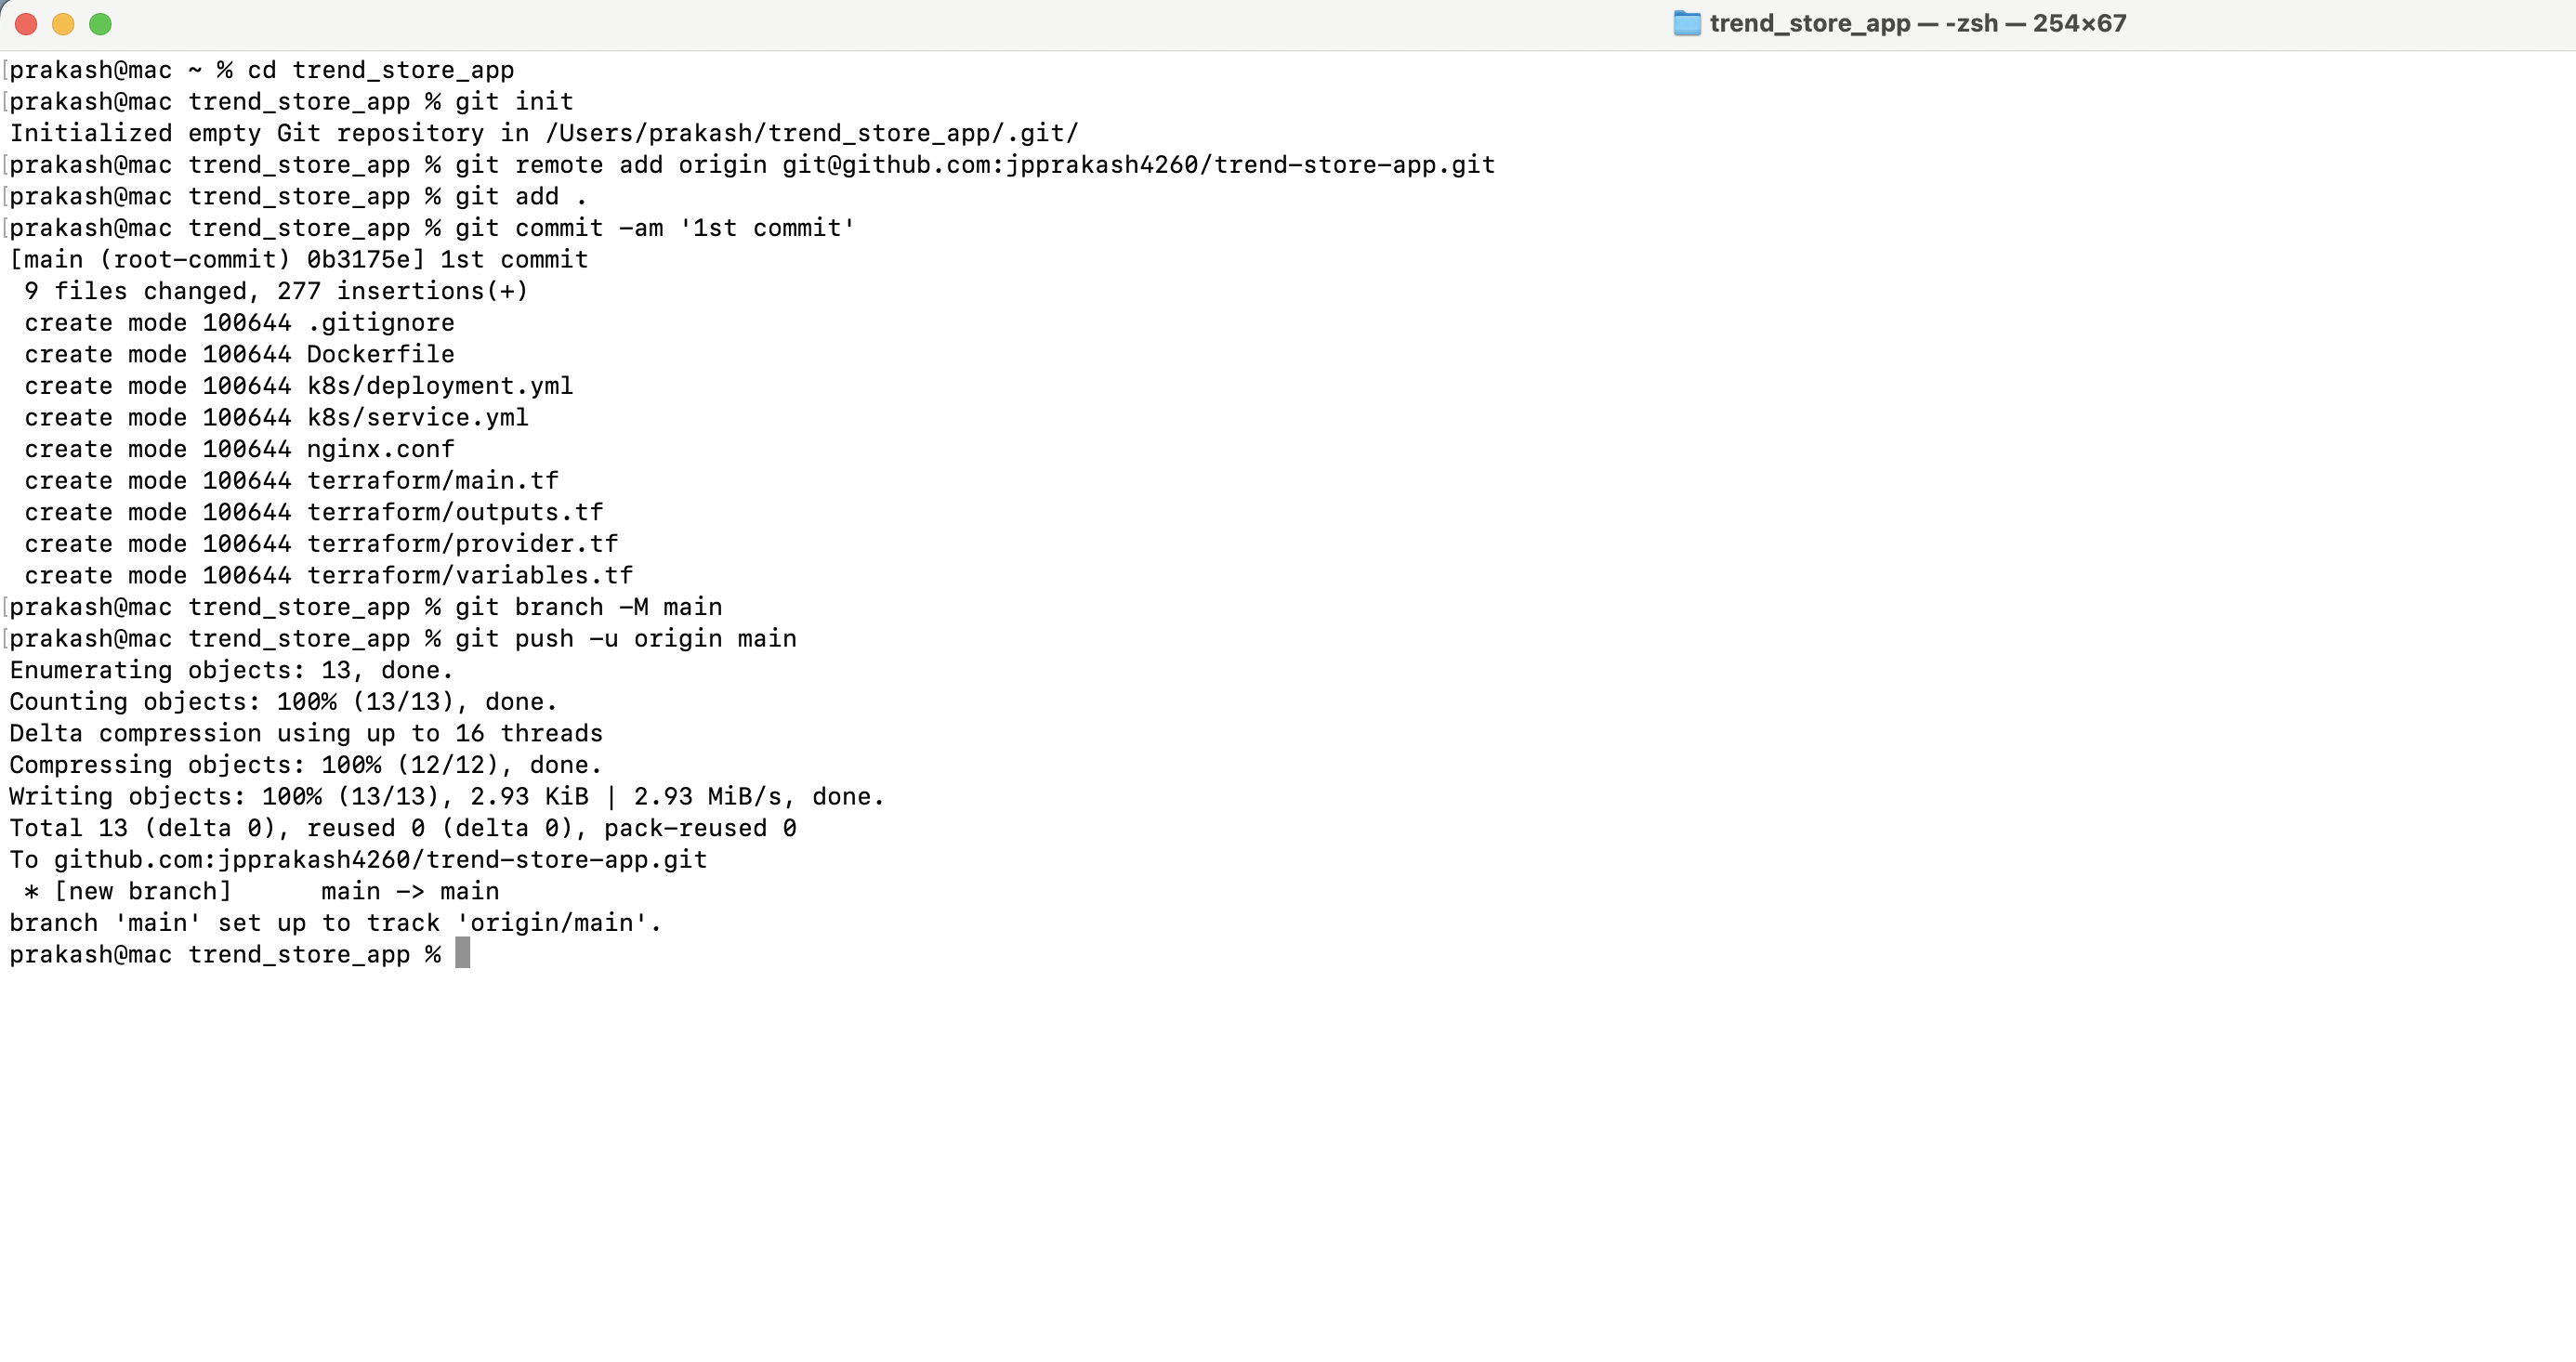 trend_store_app — -zsh — 254×67
[prakash@mac ~ % cd trend_store_app
[prakash@mac trend_store_app % git init
Initialized empty Git repository in /Users/prakash/trend_store_app/.git/
[prakash@mac trend_store_app % git remote add origin git@github.com:jpprakash4260/trend-store-app.git
[prakash@mac trend_store_app % git add .
[prakash@mac trend_store_app % git commit -am '1st commit'
[main (root-commit) 0b3175e] 1st commit
 9 files changed, 277 insertions(+)
 create mode 100644 .gitignore
 create mode 100644 Dockerfile
 create mode 100644 k8s/deployment.yml
 create mode 100644 k8s/service.yml
 create mode 100644 nginx.conf
 create mode 100644 terraform/main.tf
 create mode 100644 terraform/outputs.tf
 create mode 100644 terraform/provider.tf
 create mode 100644 terraform/variables.tf
[prakash@mac trend_store_app % git branch -M main
[prakash@mac trend_store_app % git push -u origin main
Enumerating objects: 13, done.
Counting objects: 100% (13/13), done.
Delta compression using up to 16 threads
Compressing objects: 100% (12/12), done.
Writing objects: 100% (13/13), 2.93 KiB | 2.93 MiB/s, done.
Total 13 (delta 0), reused 0 (delta 0), pack-reused 0
To github.com:jpprakash4260/trend-store-app.git
 * [new branch]      main -> main
branch 'main' set up to track 'origin/main'.
prakash@mac trend_store_app %